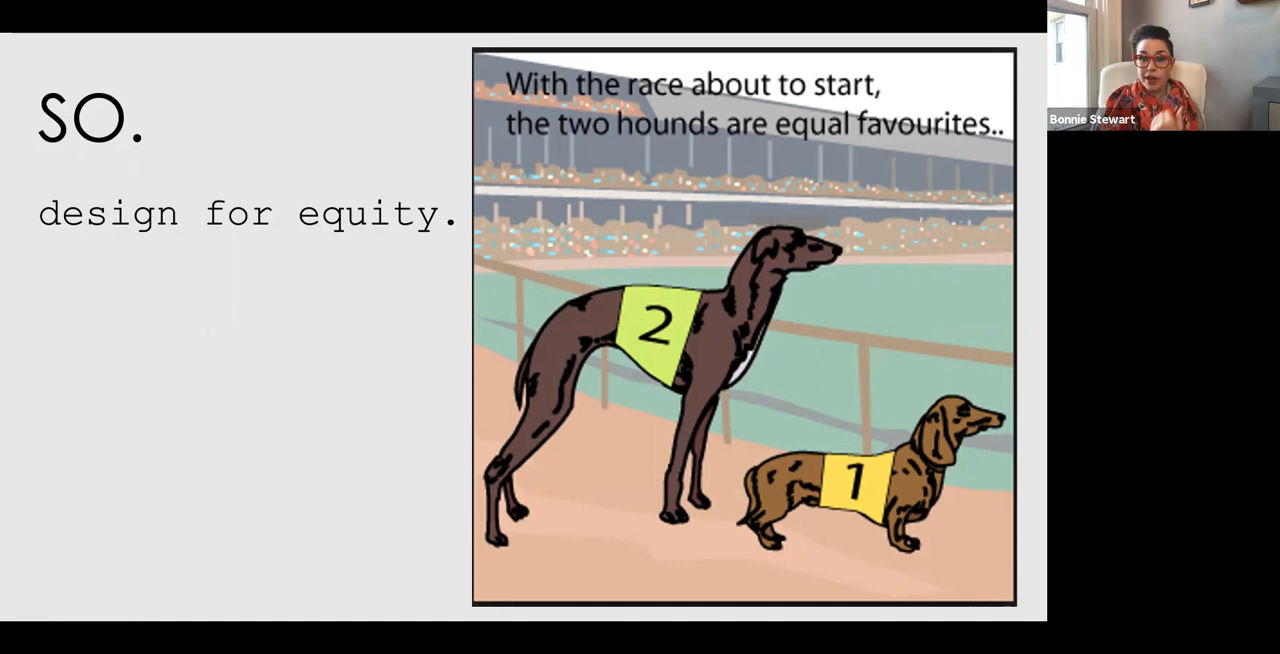 SO.
design for equity.
With the race about to start,
the two hounds are equal favourites..
2
1
Bonnie Stewart